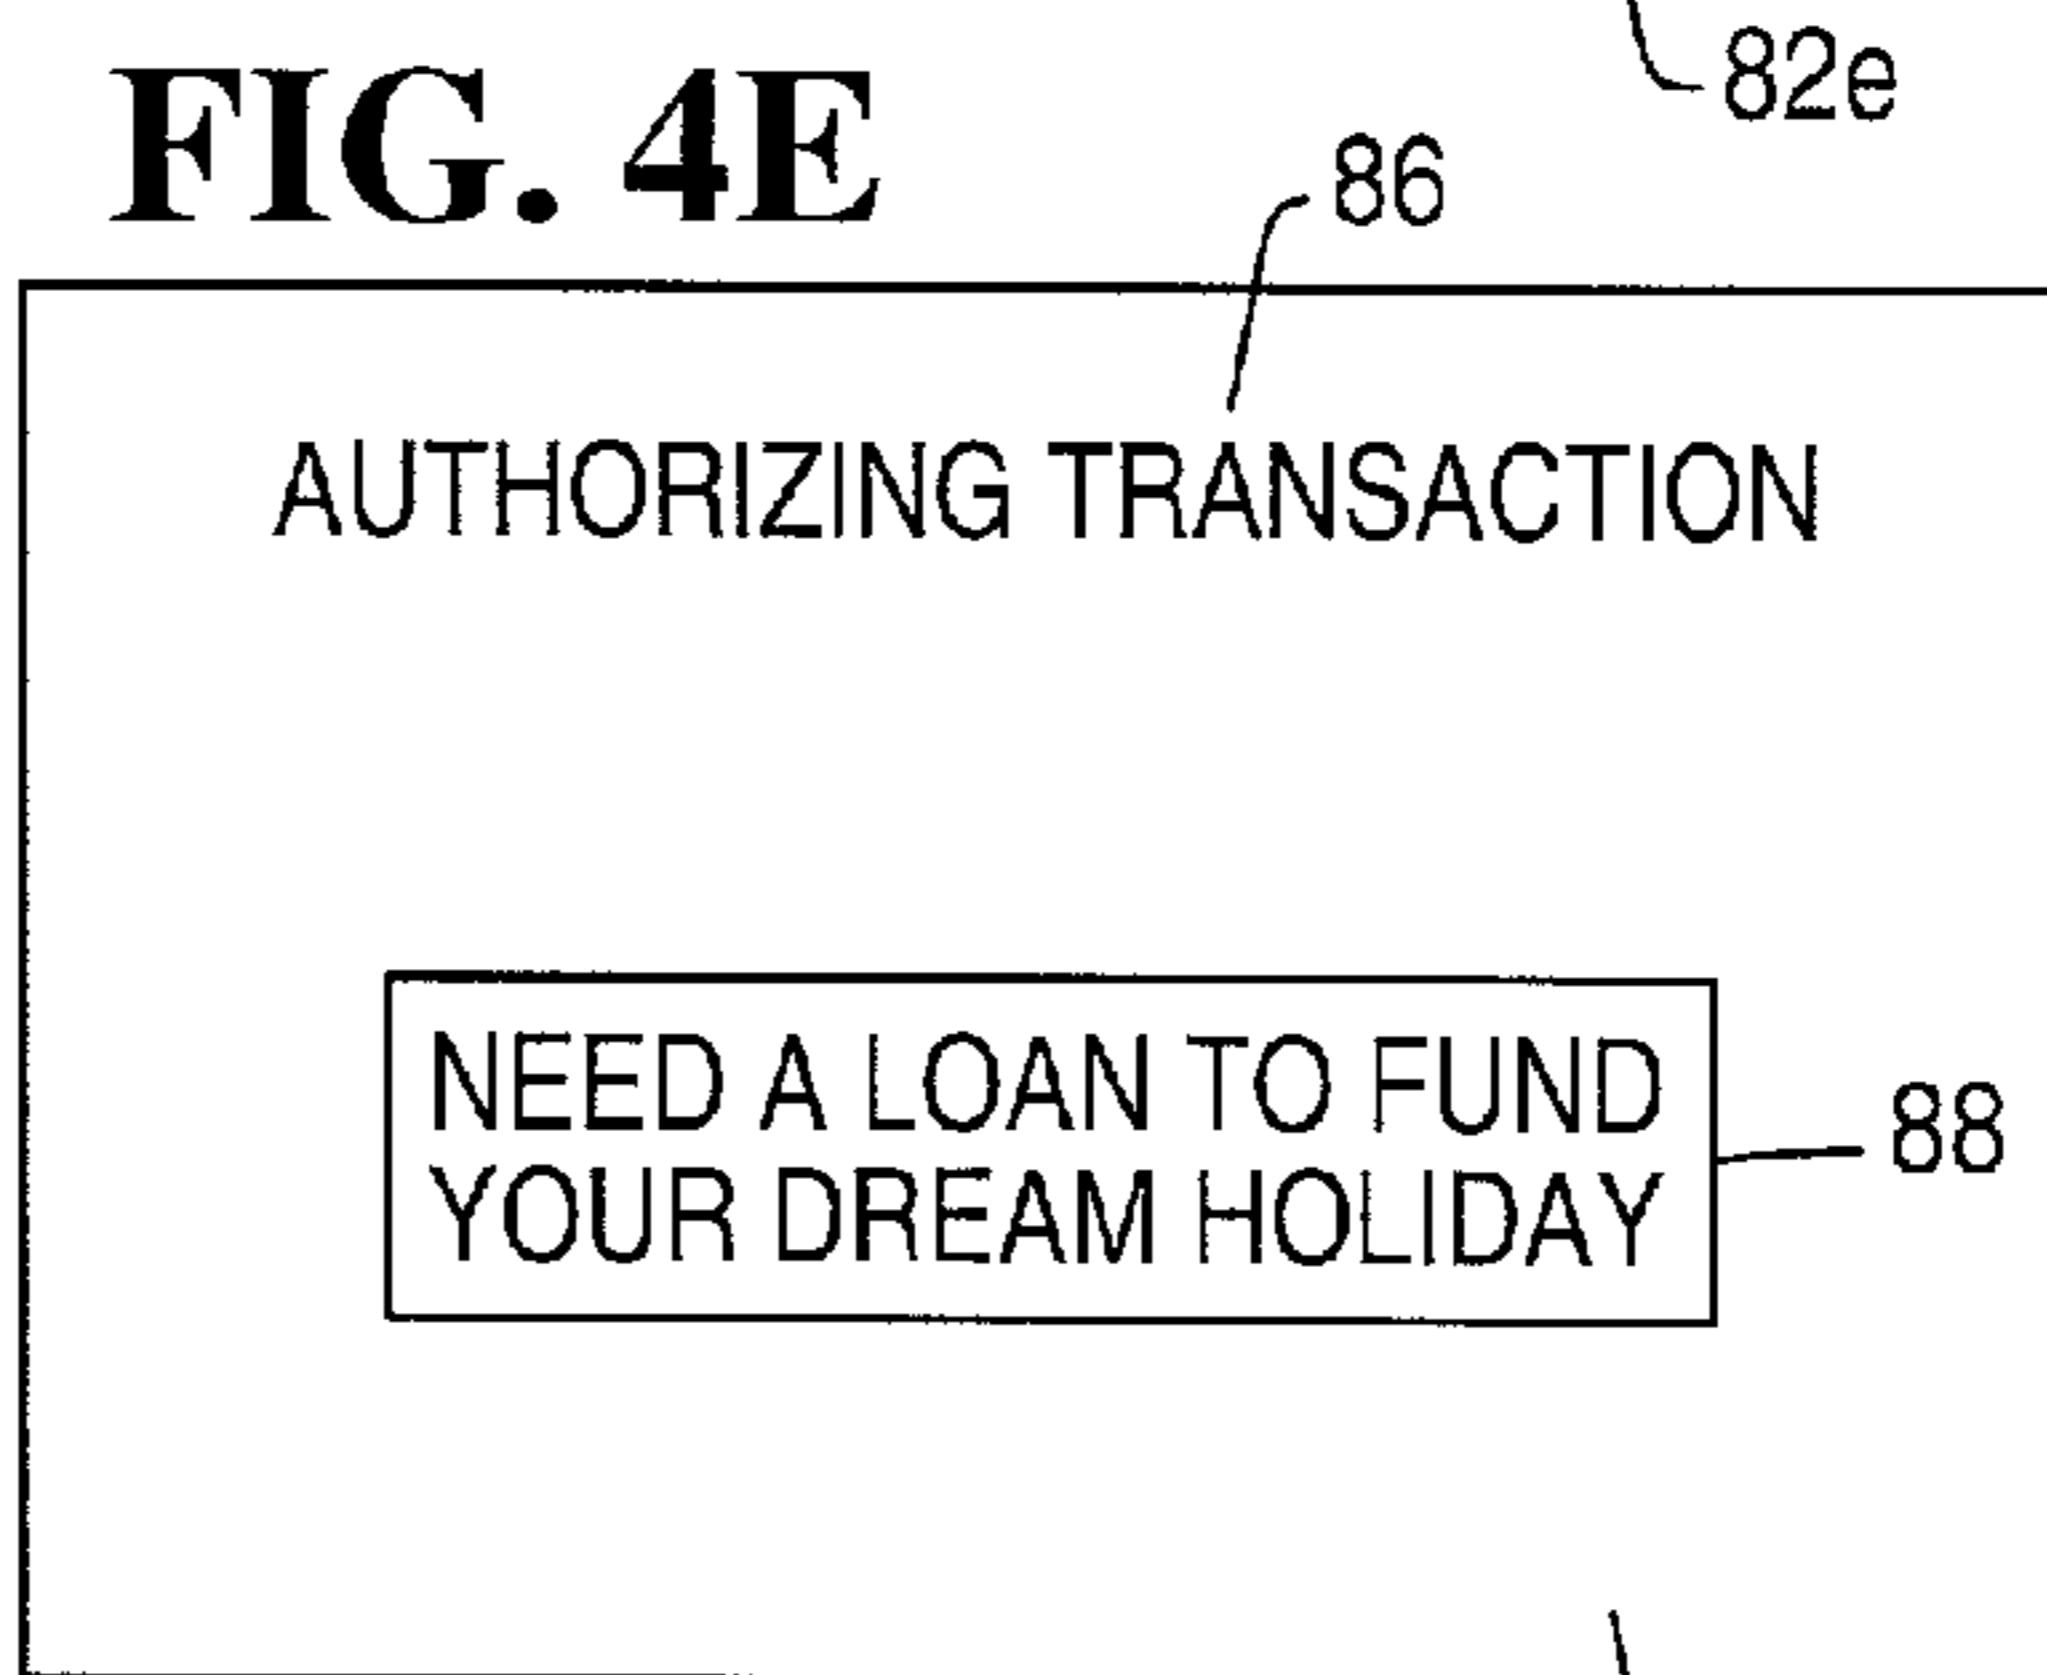 82e
FIG. 4E
86
AUTHORIZING TRANSACTION
NEED A LOAN TO FUND
YOUR DREAM HOLIDAY
88